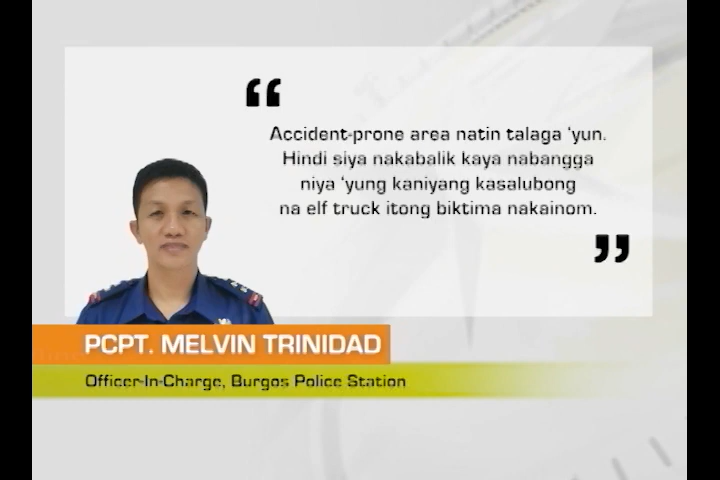 Accident-prone area natin talaga 'yun.
Hindi siya nakabalik kaya nabangga
niya 'yung kaniyang kasalubong
na elf truck itong biktima nakainom.
PCPT. MELVIN TRINIDAD
Officer-In-Charge, Burgos Police Station